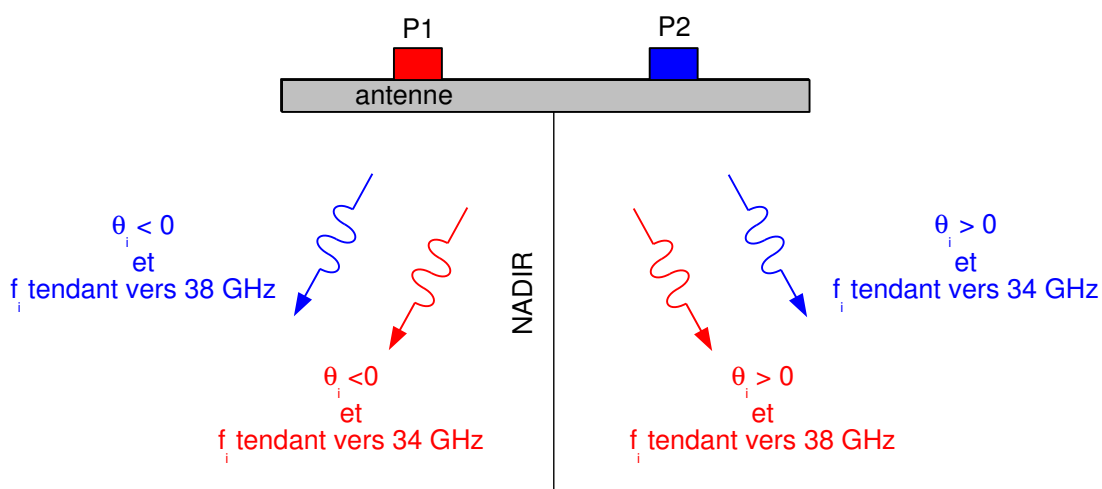 P1
P2
antenne
θi < 0
et
fi tendant vers 38 GHz
θi > 0
et
fi tendant vers 34 GHz
NADIR
θi <0
et
fi tendant vers 34 GHz
θi > 0
et
fi tendant vers 38 GHz